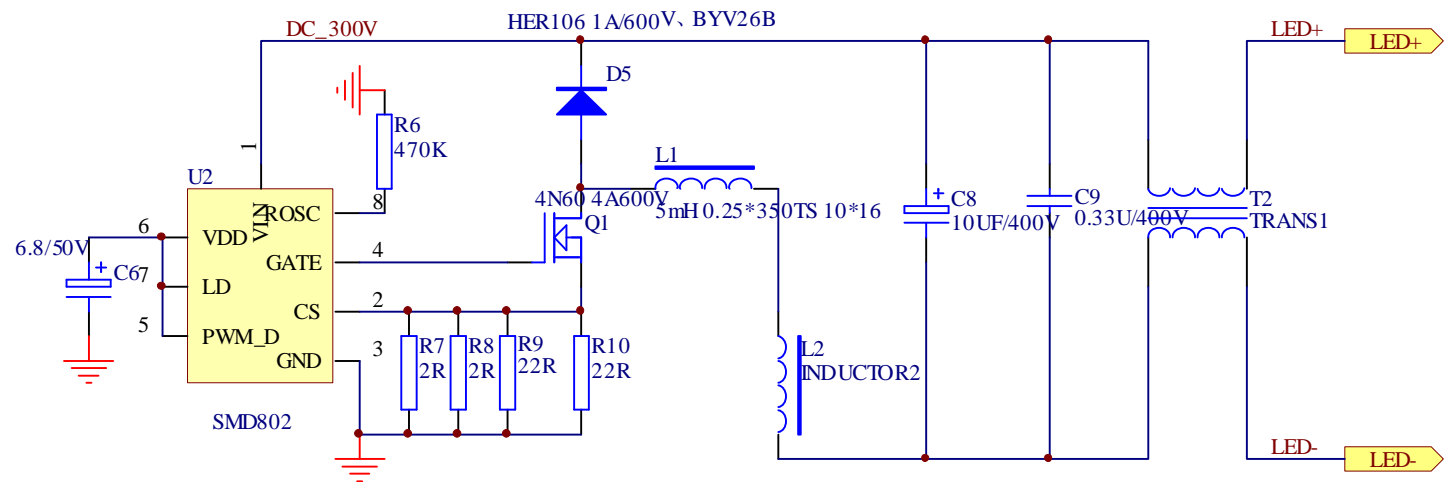 HER106 1A/600V、BYV26B
DC_300V
LED+
LED+
D5
R6
470K
1
L1
U2
8
4N60 4A600V
5mH 0.25*350TS 10*16
C8
10UF/400V
C9
0.33U/400V
T2
TRANS1
VIN
ROSC
6
VDD
Q1
6.8/50V
4
GATE
C6
7
LD
2
CS
5
PWM_D
R7
2R
R8
2R
R9
22R
R10
22R
3
GND
L2
INDUCTOR2
SMD802
LED-
LED-